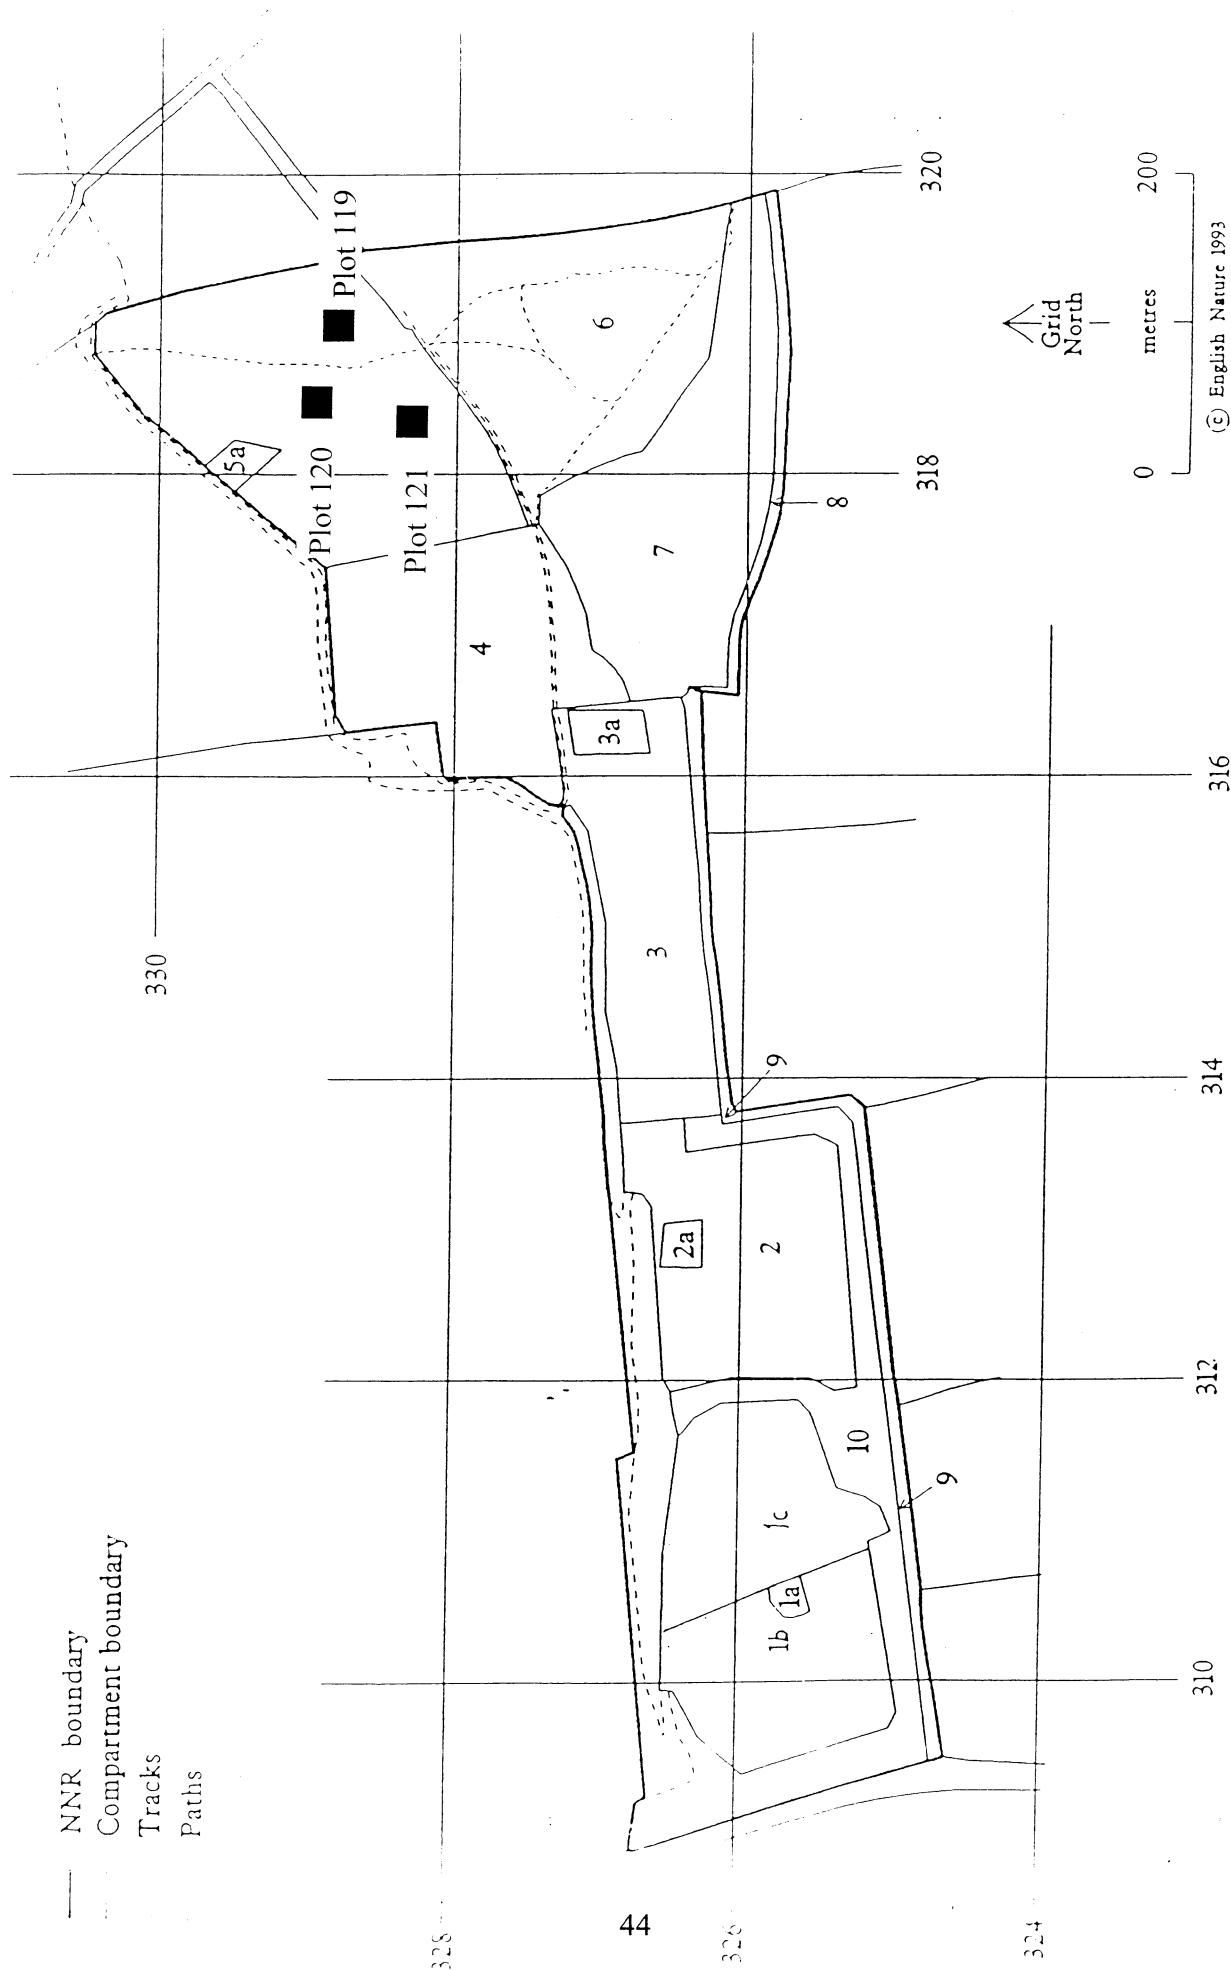 NNR boundary
Compartment boundary
Tracks
Paths
330
328
326
324
310
312
314
316
318
320
Plot 119
Plot 120
Plot 121
5a
4
6
7
8
3a
3
9
2a
2
10
1c
1a
1b
9
Grid
North
0 metres 200
© English Nature 1993
44